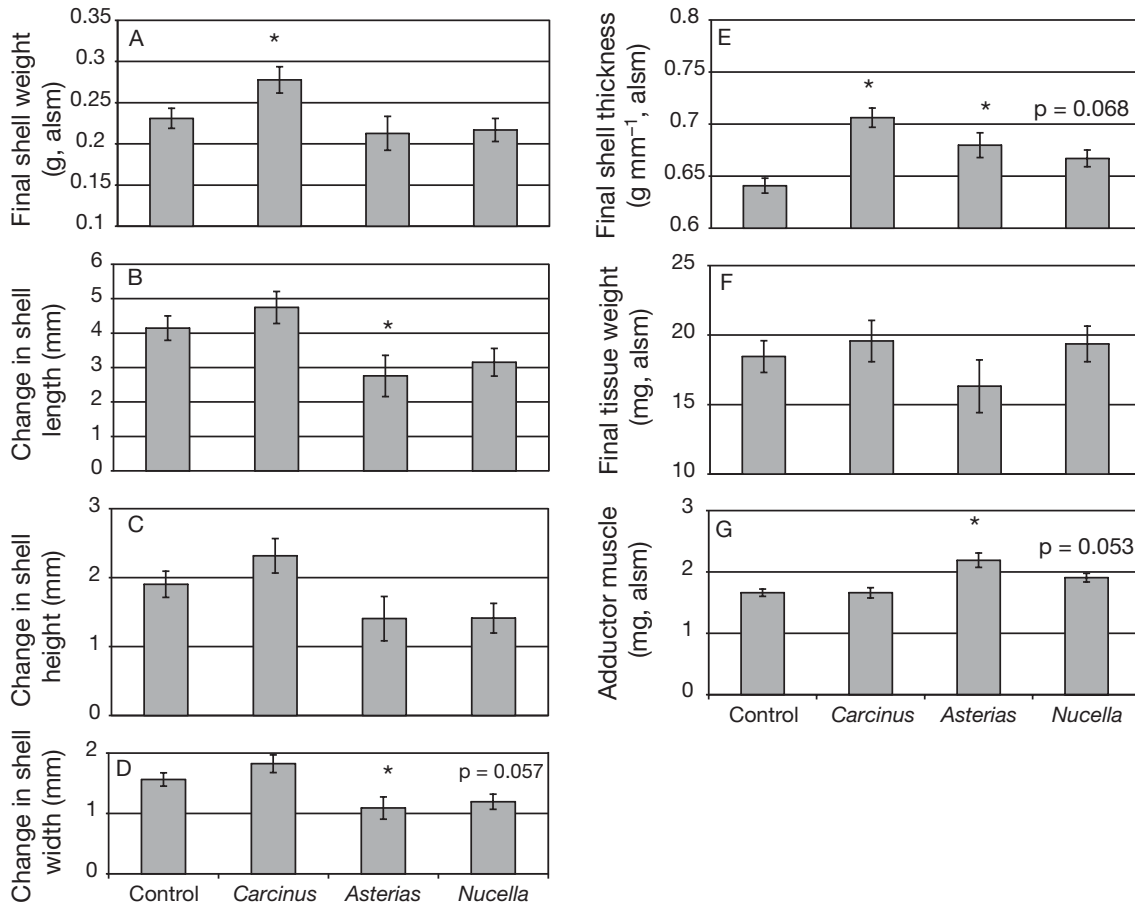 A
Final shell weight
(g, alsm)
0.35
0.3
0.25
0.2
0.15
0.1
*
B
Change in shell
length (mm)
6
5
4
3
2
1
0
*
C
Change in shell
height (mm)
3
2
1
0
D
Change in shell
width (mm)
2
1
0
*
p = 0.057
Control Carcinus Asterias Nucella
E
Final shell thickness
(g mm⁻¹, alsm)
0.8
0.75
0.7
0.65
0.6
*
*
p = 0.068
F
Final tissue weight
(mg, alsm)
25
20
15
10
G
Adductor muscle
(mg, alsm)
3
2
1
0
*
p = 0.053
Control Carcinus Asterias Nucella